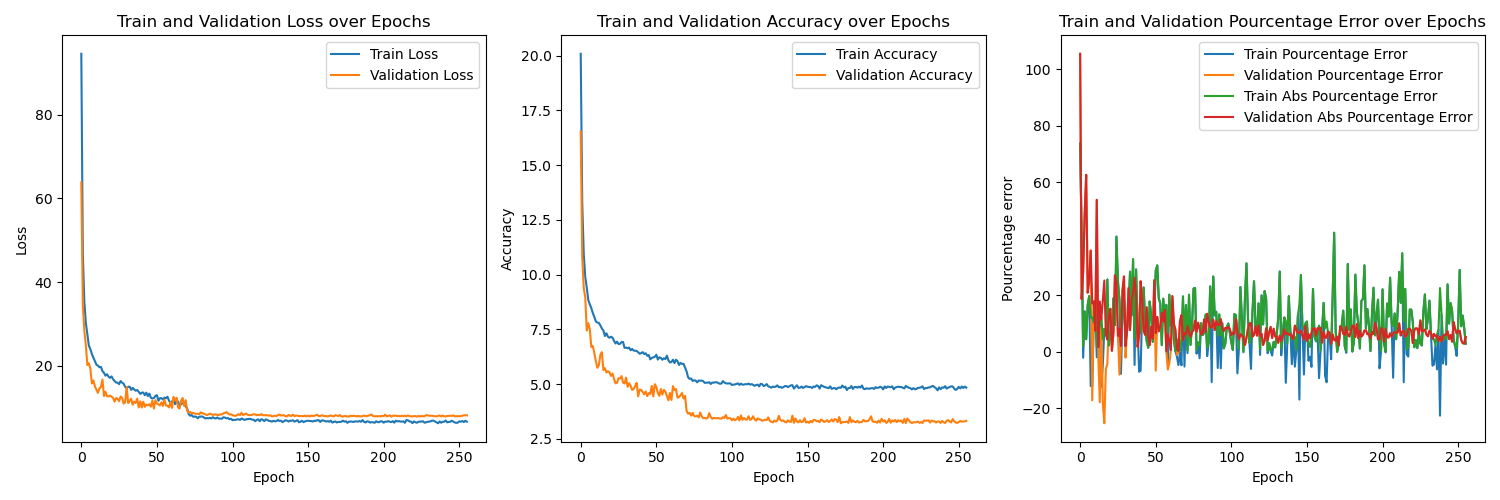 Train and Validation Loss over Epochs
Train Loss
Validation Loss
80
60
40
20
Loss
0
50
100
150
200
250
Epoch
Train and Validation Accuracy over Epochs
Train Accuracy
Validation Accuracy
20.0
17.5
15.0
12.5
10.0
7.5
5.0
2.5
Accuracy
0
50
100
150
200
250
Epoch
Train and Validation Pourcentage Error over Epochs
Train Pourcentage Error
Validation Pourcentage Error
Train Abs Pourcentage Error
Validation Abs Pourcentage Error
100
80
60
40
20
0
−20
Pourcentage error
0
50
100
150
200
250
Epoch